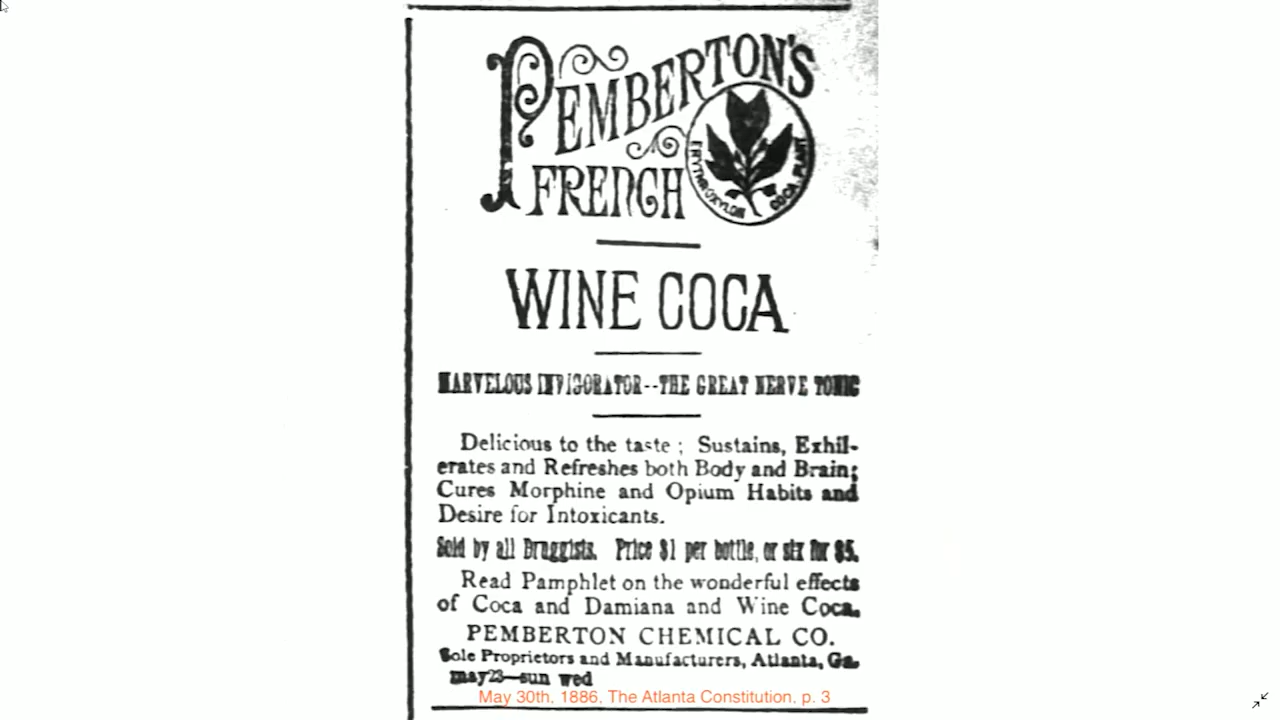 PEMBERTON'S
FRENCH
ERYTHROXYLON COCA PLANT
WINE COCA
MARVELOUS INVIGORATOR--THE GREAT NERVE TONIC
Delicious to the taste; Sustains, Exhil-
erates and Refreshes both Body and Brain;
Cures Morphine and Opium Habits and
Desire for Intoxicants.
Sold by all Druggists. Price $1 per bottle, or six for $5.
Read Pamphlet on the wonderful effects
of Coca and Damiana and Wine Coca.
PEMBERTON CHEMICAL CO.
Sole Proprietors and Manufacturers, Atlanta, Ga.
may23—sun wed
May 30th, 1886, The Atlanta Constitution, p. 3